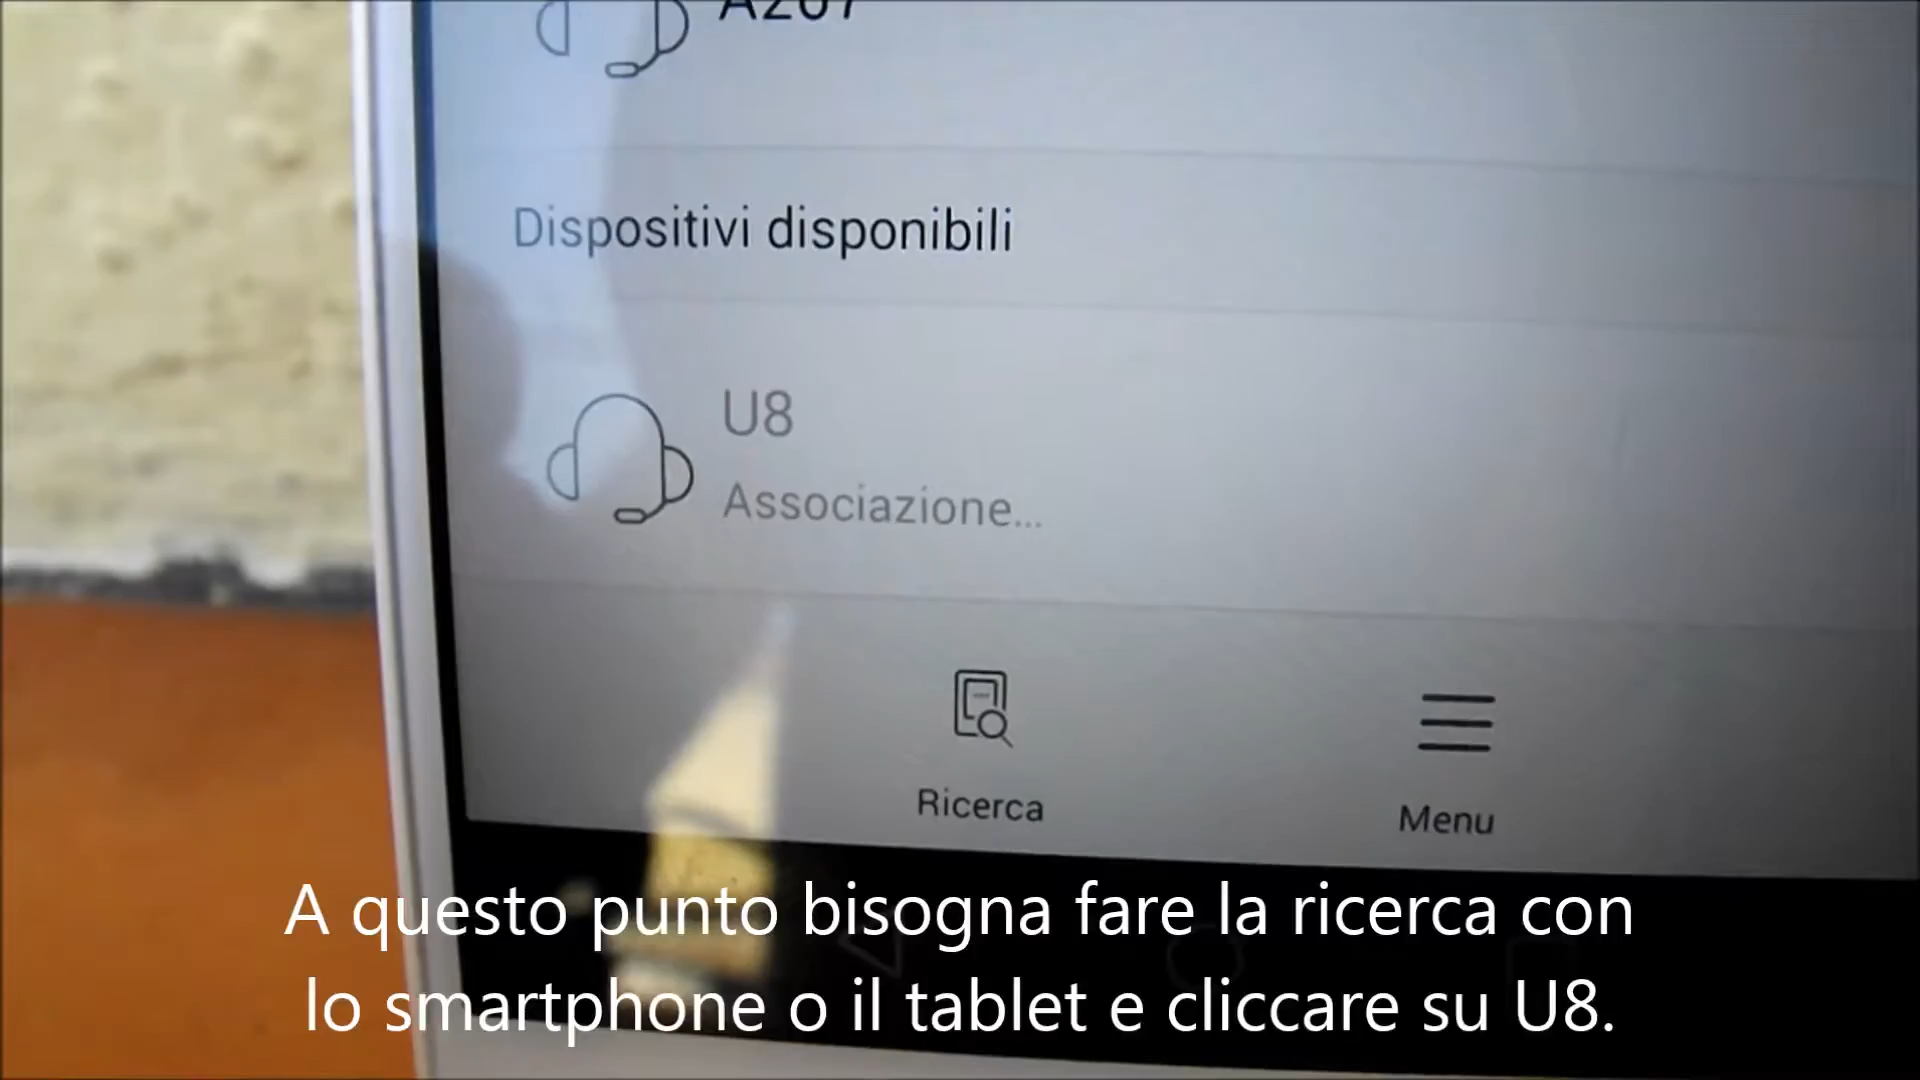 Dispositivi disponibili
U8
Associazione...
Ricerca
Menu
A questo punto bisogna fare la ricerca con
lo smartphone o il tablet e cliccare su U8.